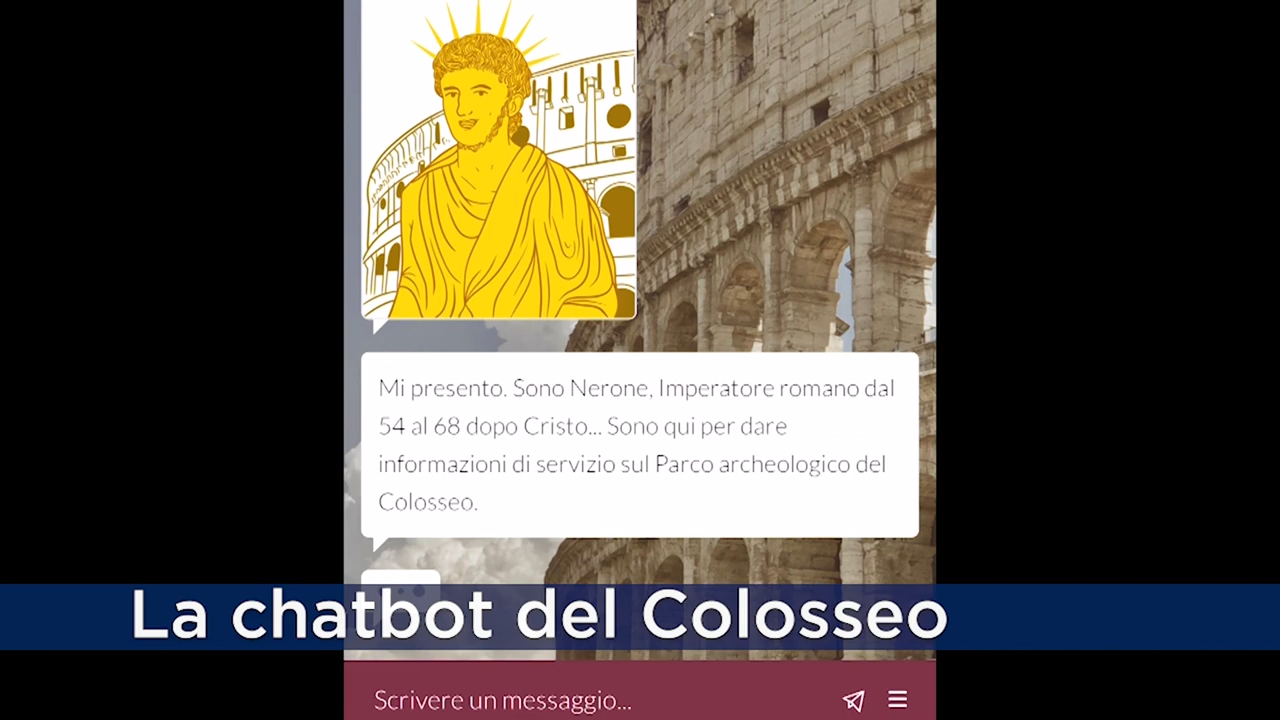 Mi presento. Sono Nerone, Imperatore romano dal
54 al 68 dopo Cristo... Sono qui per dare
informazioni di servizio sul Parco archeologico del
Colosseo.
La chatbot del Colosseo
Scrivere un messaggio...